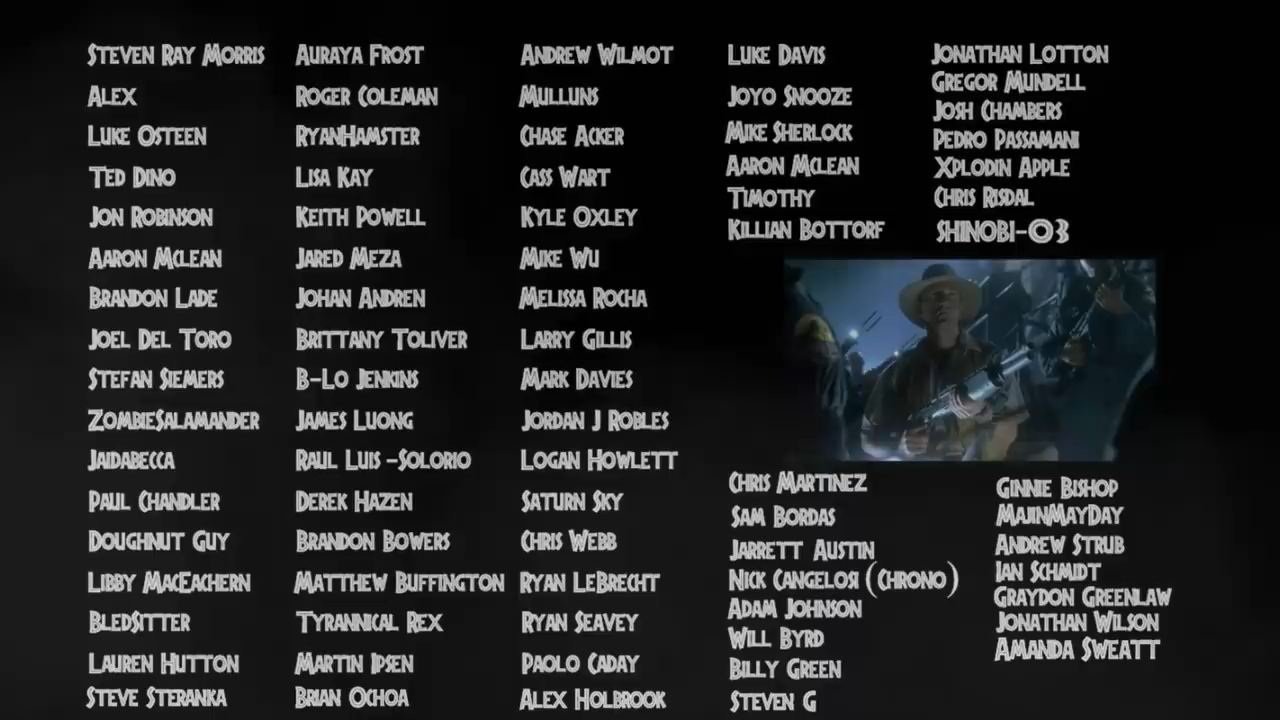 Steven Ray Morris
Alex
Luke Osteen
Ted Dino
Jon Robinson
Aaron McLean
Brandon Lade
Joel Del Toro
Stefan Siemers
ZombieSalamander
Jaidabecca
Paul Chandler
Doughnut Guy
Libby MacEachern
BledSitter
Lauren Hutton
Steve Steranka
Auraya Frost
Roger Coleman
RyanHamster
Lisa Kay
Keith Powell
Jared Meza
Johan Andren
Brittany Toliver
B-Lo Jenkins
James Luong
Raul Luis -Solorio
Derek Hazen
Brandon Bowers
Matthew Buffington
Tyrannical Rex
Martin Ipsen
Brian Ochoa
Andrew Wilmot
Mulluns
Chase Acker
Cass Wart
Kyle Oxley
Mike Wu
Melissa Rocha
Larry Gillis
Mark Davies
Jordan J Robles
Logan Howlett
Saturn Sky
Chris Webb
Ryan LeBrecht
Ryan Seavey
Paolo Caday
Alex Holbrook
Luke Davis
Joyo Snooze
Mike Sherlock
Aaron McLean
Timothy
Killian Bottorf
Jonathan Lotton
Gregor Mundell
Josh Chambers
Pedro Passamani
Xplodin Apple
Chris Risdal
SHINOBI-03
Chris Martinez
Sam Bordas
Jarrett Austin
Nick Cangelosi (Chrono)
Adam Johnson
Will Byrd
Billy Green
Steven G
Ginnie Bishop
MajinMayDay
Andrew Strub
Ian Schmidt
Graydon Greenlaw
Jonathan Wilson
Amanda Sweatt